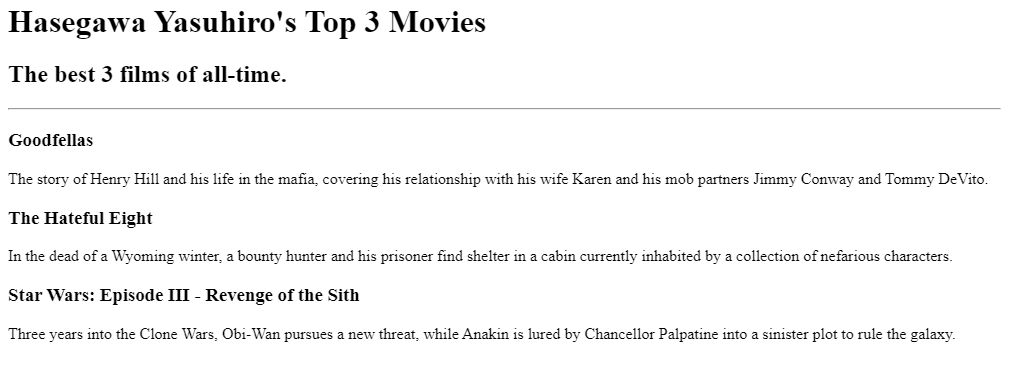 Hasegawa Yasuhiro's Top 3 Movies
The best 3 films of all-time.
Goodfellas
The story of Henry Hill and his life in the mafia, covering his relationship with his wife Karen and his mob partners Jimmy Conway and Tommy DeVito.
The Hateful Eight
In the dead of a Wyoming winter, a bounty hunter and his prisoner find shelter in a cabin currently inhabited by a collection of nefarious characters.
Star Wars: Episode III - Revenge of the Sith
Three years into the Clone Wars, Obi-Wan pursues a new threat, while Anakin is lured by Chancellor Palpatine into a sinister plot to rule the galaxy.